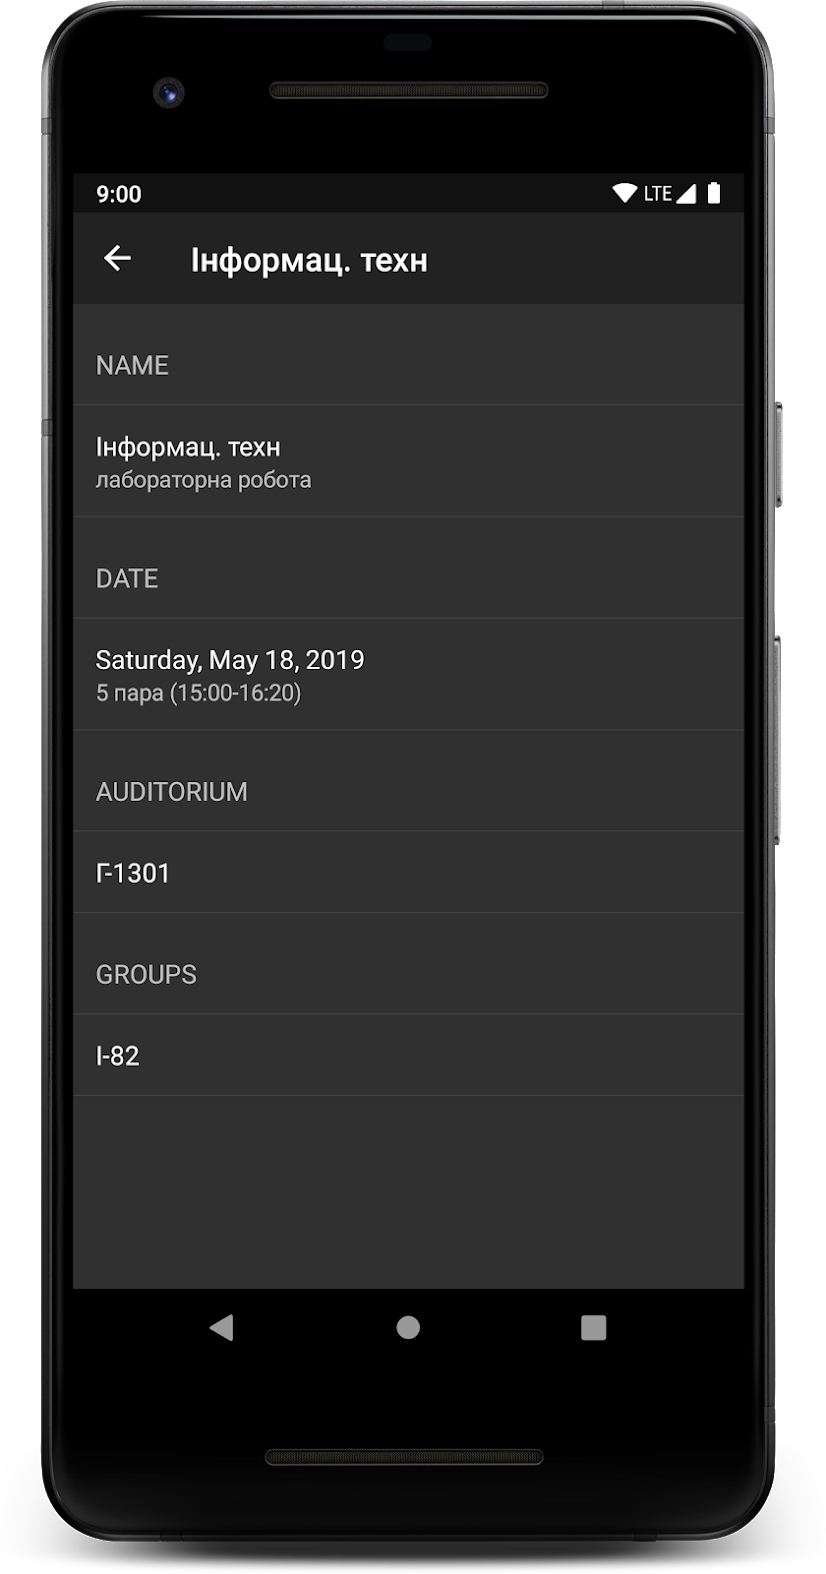 9:00 LTE
Інформац. техн
NAME
Інформац. техн
лабораторна робота
DATE
Saturday, May 18, 2019
5 пара (15:00-16:20)
AUDITORIUM
Г-1301
GROUPS
І-82